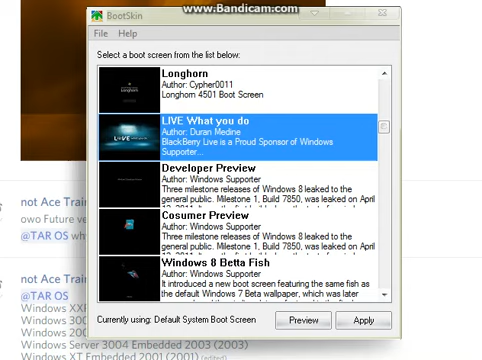 www.Bandicam.com
BootSkin
File Help
Select a boot screen from the list below:
Longhorn
Author: Cypher0011
Longhorn 4501 Boot Screen
LIVE What you do
Author: Duran Medine
BlackBerry Live is a Proud Sponsor of Windows
Supporter...
Developer Preview
Author: Windows Supporter
Three milestone releases of Windows 8 leaked to the
general public. Milestone 1, Build 7850, was leaked on April
Cosumer Preview
Author: Windows Supporter
Three milestone releases of Windows 8 leaked to the
general public. Milestone 1, Build 7850, was leaked on April
Windows 8 Betta Fish
Author: Windows Supporter
It introduced a new boot screen featuring the same fish as
the default Windows 7 Beta wallpaper, which was later
Currently using: Default System Boot Screen
Preview
Apply
not Ace Trai
owo Future ve
@TAR OS wh
not Ace Trai
@TAR OS
Windows XXP
Windows 300
Windows 200
Windows Server 3004 Embedded 2003 (2003)
Windows XT Embedded 2001 (2001) (edited)